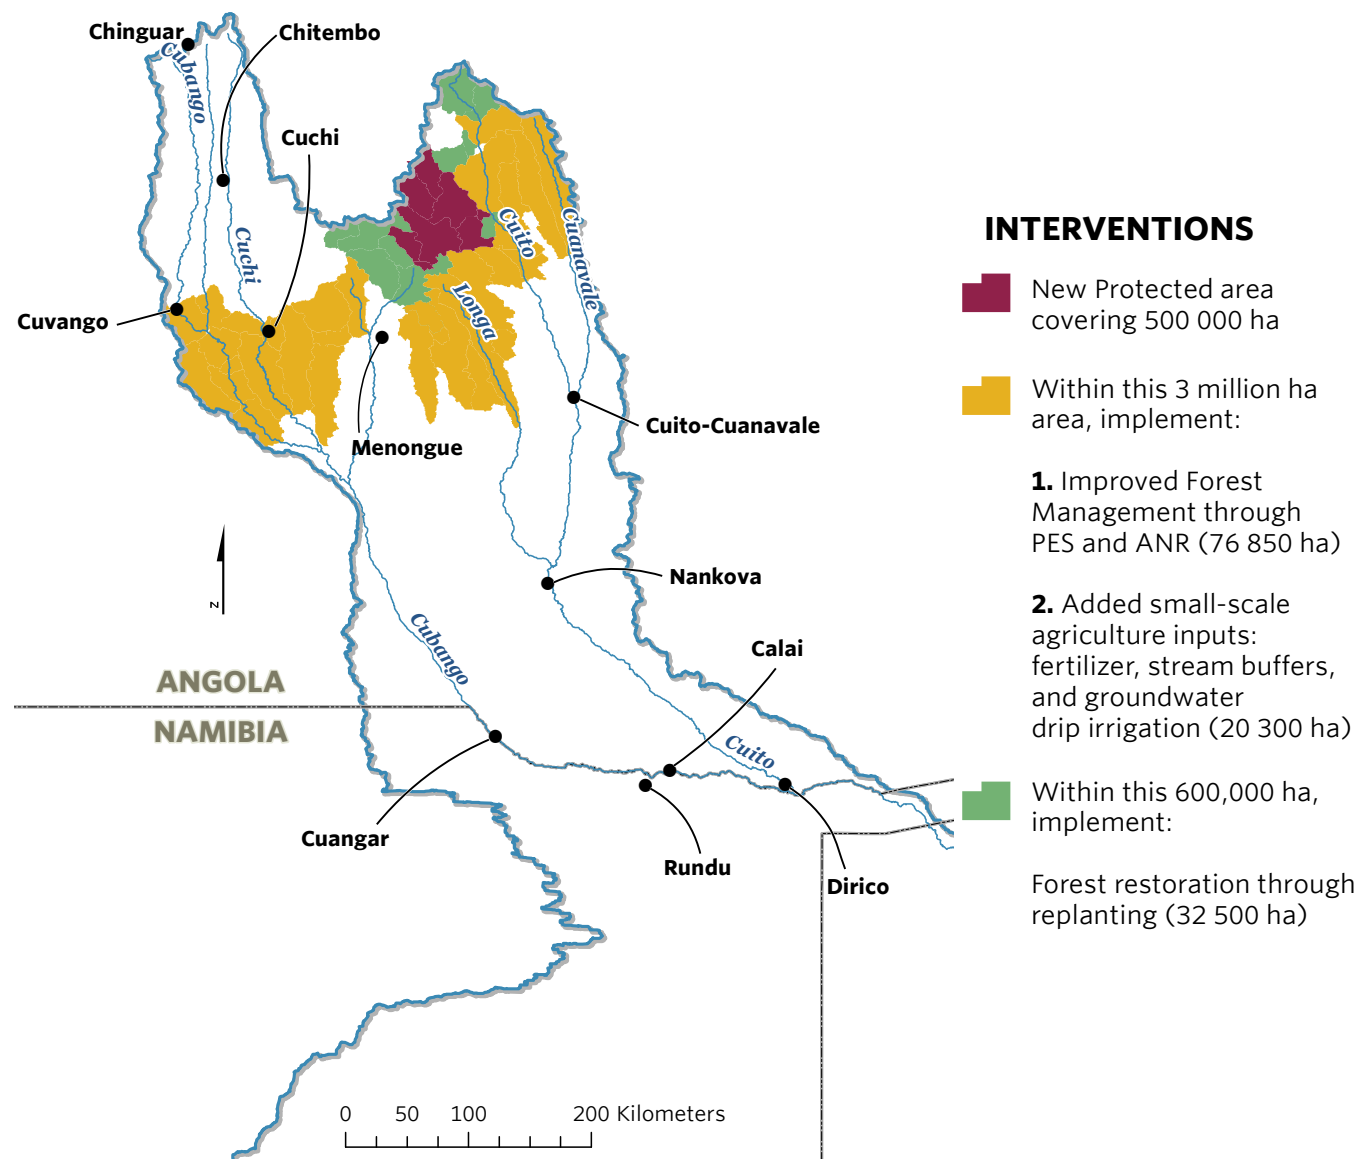 Chinguar
Chitembo
Cubango
Cuchi
Cuchi
Cuito
Cuanavale
Longa
Cuvango
Menongue
Cuito-Cuanavale
N
Nankova
Cubango
Calai
ANGOLA
NAMIBIA
Cuito
Cuangar
Rundu
Dirico
0 50 100 200 Kilometers
INTERVENTIONS
New Protected area
covering 500 000 ha
Within this 3 million ha
area, implement:
1. Improved Forest
Management through
PES and ANR (76 850 ha)
2. Added small-scale
agriculture inputs:
fertilizer, stream buffers,
and groundwater
drip irrigation (20 300 ha)
Within this 600,000 ha,
implement:
Forest restoration through
replanting (32 500 ha)